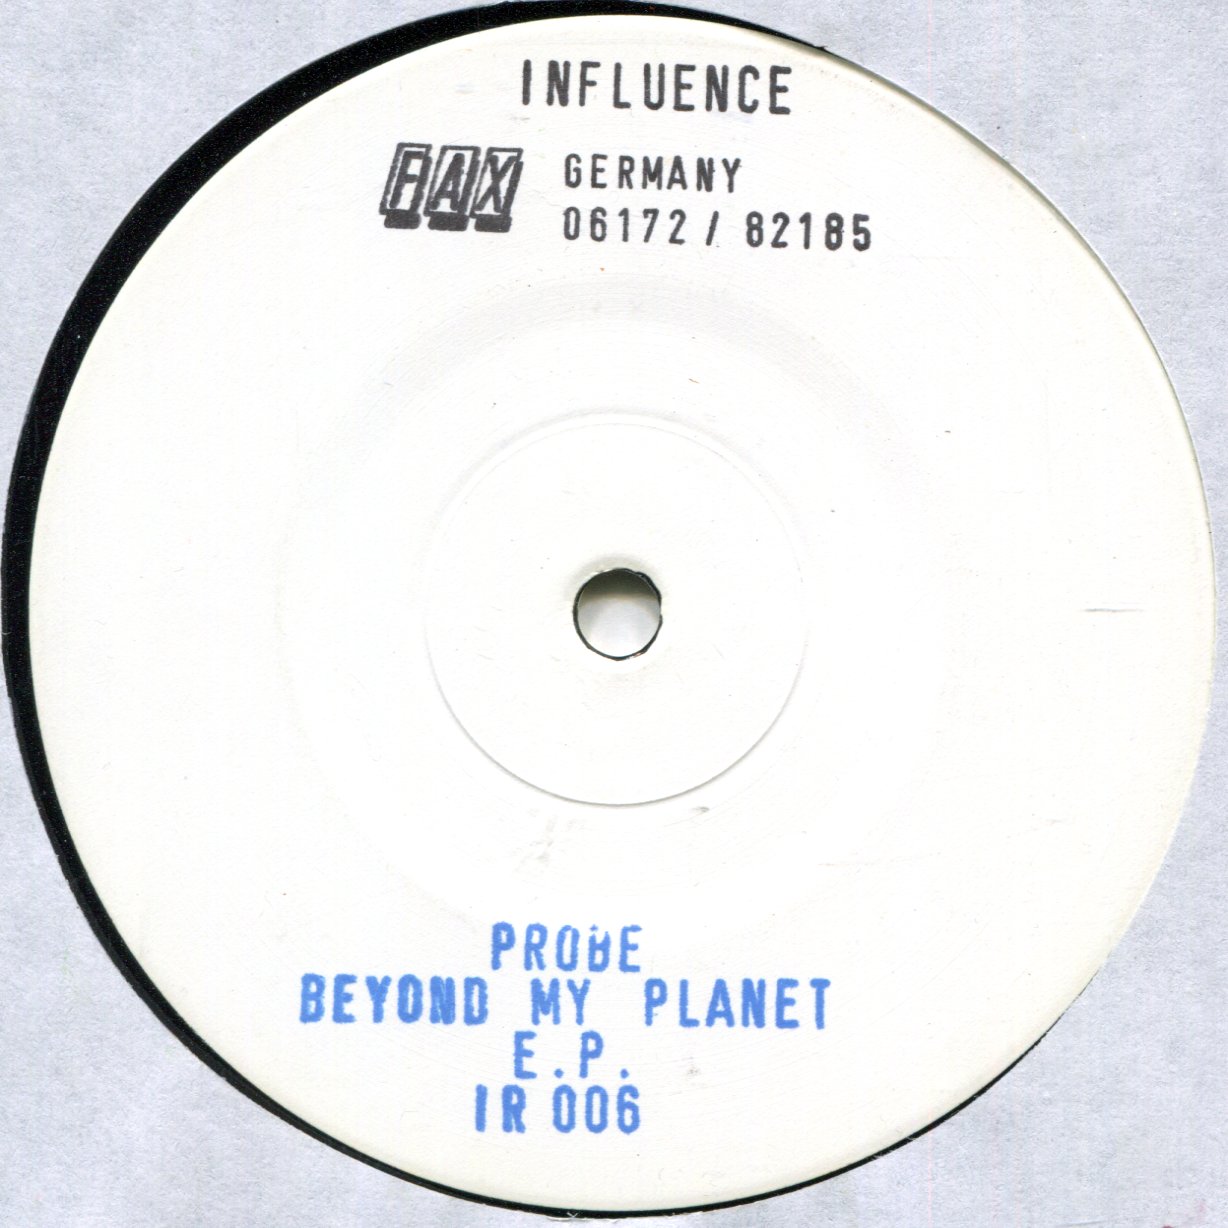 INFLUENCE
FAX GERMANY
06172 / 82185
PROBE
BEYOND MY PLANET
E.P.
IR 006